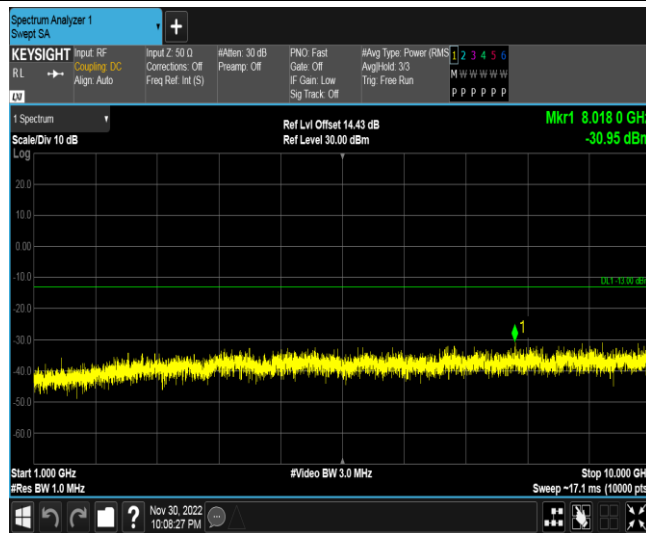 Spectrum Analyzer 1
Swept SA
KEYSIGHT
RL
LXI
Input: RF
Coupling: DC
Align: Auto
Input Z: 50 Ω
Corrections: Off
Freq Ref: Int (S)
#Atten: 30 dB
Preamp: Off
PNO: Fast
Gate: Off
IF Gain: Low
Sig Track: Off
#Avg Type: Power (RMS
Avg|Hold: 3/3
Trig: Free Run
1 2 3 4 5 6
M W W W W W
P P P P P P
1 Spectrum
Scale/Div 10 dB
Log
Ref Lvl Offset 14.43 dB
Ref Level 30.00 dBm
Mkr1 8.018 0 GHz
-30.95 dBm
20.0
10.0
0.00
-10.0
DL1 -13.00 dBm
-20.0
1
-30.0
-40.0
-50.0
-60.0
Start 1.000 GHz
#Video BW 3.0 MHz
Stop 10.000 GHz
#Res BW 1.0 MHz
Sweep ~17.1 ms (10000 pts
?
Nov 30, 2022
10:08:27 PM